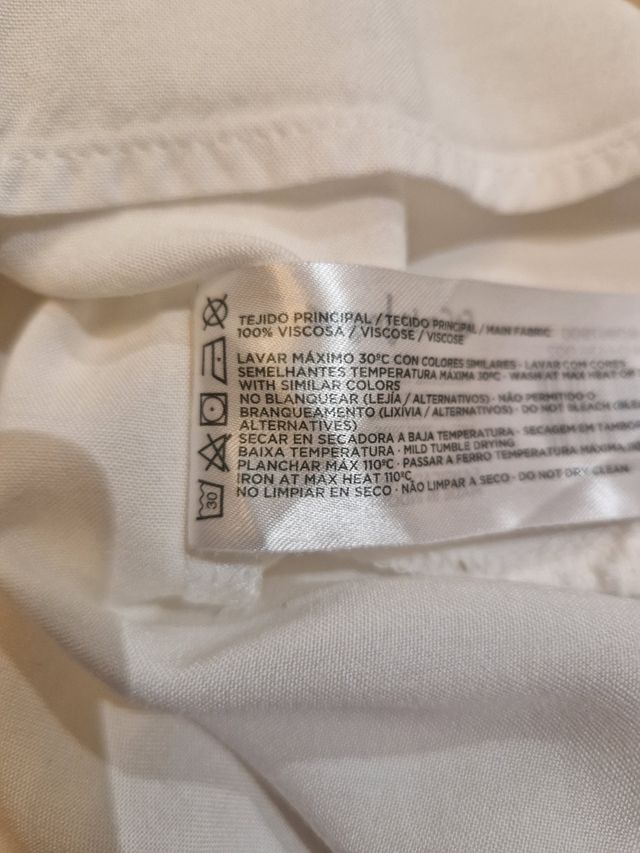 TEJIDO PRINCIPAL / TECIDO PRINCIPAL / MAIN FABRIC
100% VISCOSA / VISCOSE / VISCOSE
LAVAR MÁXIMO 30ºC CON COLORES SIMILARES · LAVAR COM CORES
SEMELHANTES TEMPERATURA MÁXIMA 30ºC · WASH AT MAX HEAT OF
WITH SIMILAR COLORS
NO BLANQUEAR (LEJÍA / ALTERNATIVOS) · NÃO PERMITIDO O
BRANQUEAMENTO (LIXÍVIA / ALTERNATIVOS) · DO NOT BLEACH (BLEACH
ALTERNATIVES)
SECAR EN SECADORA A BAJA TEMPERATURA · SECAGEM EM TAMBOR
BAIXA TEMPERATURA · MILD TUMBLE DRYING
PLANCHAR MÁX 110ºC · PASSAR A FERRO TEMPERATURA MÁXIMA
IRON AT MAX HEAT 110ºC
NO LIMPIAR EN SECO · NÃO LIMPAR A SECO · DO NOT DRY CLEAN
30